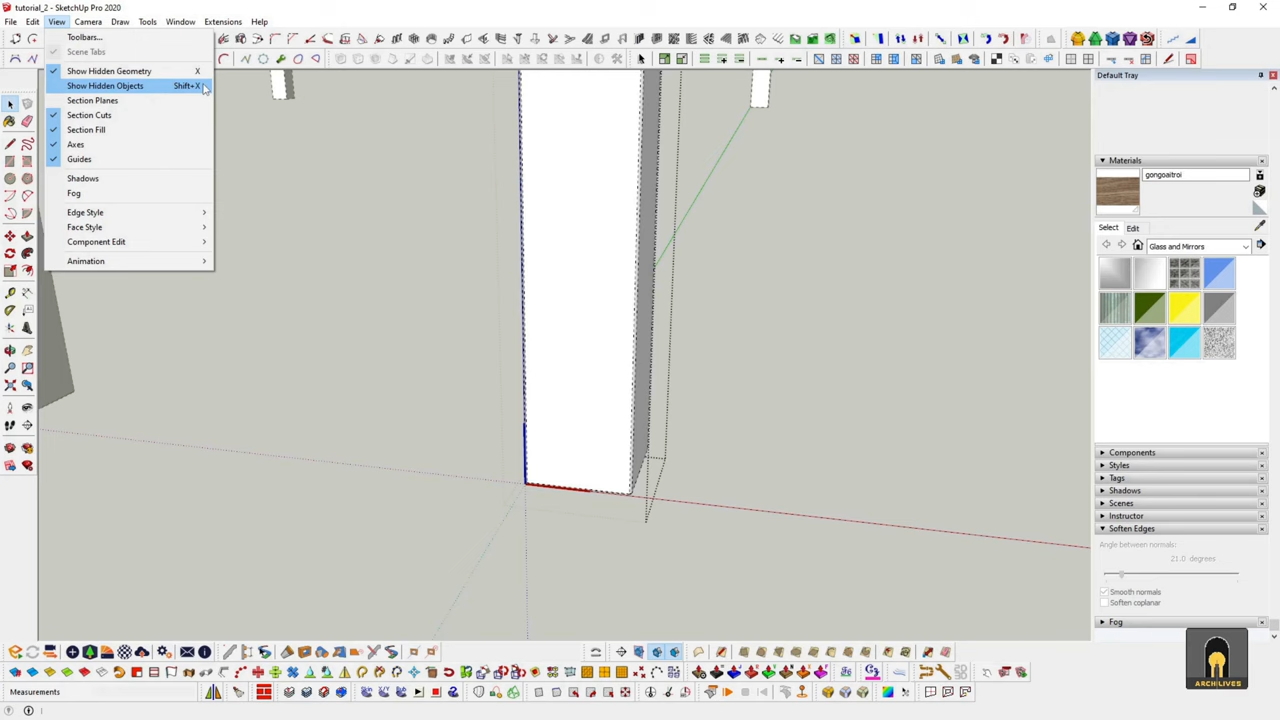 tutorial_2 - SketchUp Pro 2020
File Edit View Camera Draw Tools Window Extensions Help
Toolbars...
Scene Tabs
Show Hidden Geometry X
Show Hidden Objects Shift+X
Section Planes
Section Cuts
Section Fill
Axes
Guides
Shadows
Fog
Edge Style
Face Style
Component Edit
Animation
Default Tray
Materials
gongoaitroi
Select Edit
Glass and Mirrors
Components
Styles
Tags
Shadows
Scenes
Instructor
Soften Edges
Angle between normals:
21.0 degrees
Smooth normals
Soften coplanar
Fog
ARCHILIVES
Measurements